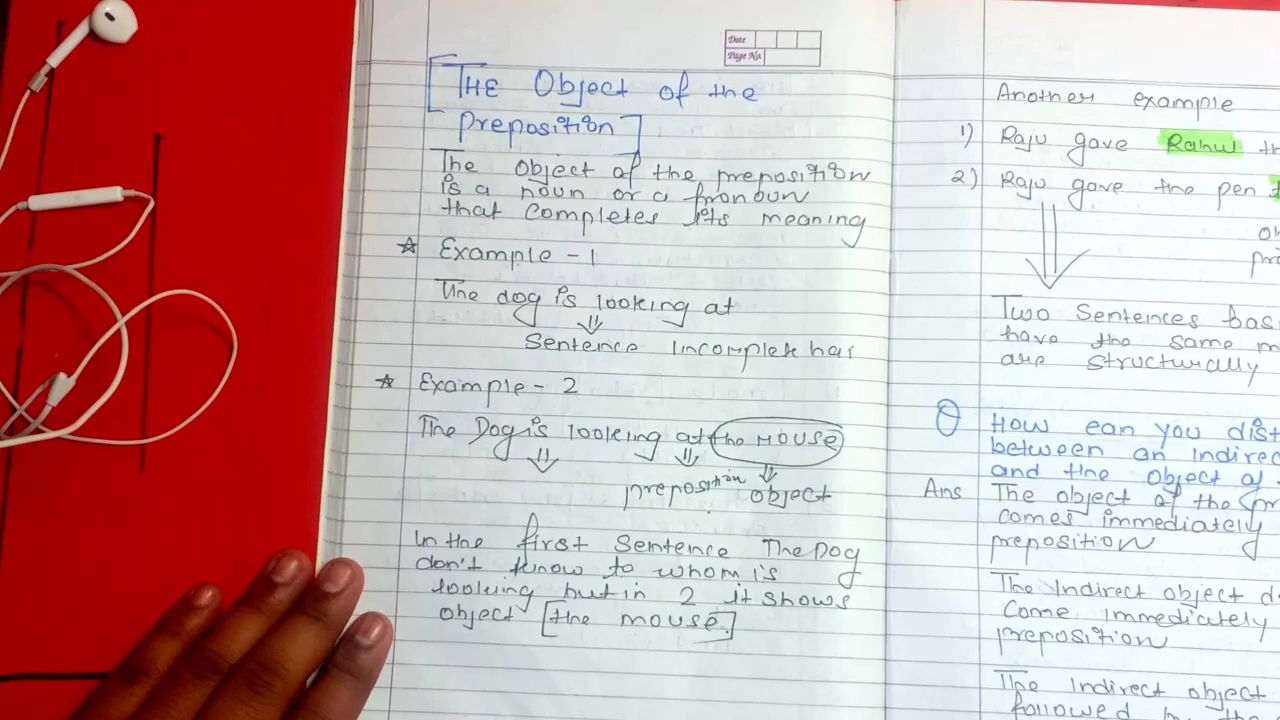 Date
Page No.
THE Object of the
preposition
The object of the preposition
is a noun or a pronoun
that completes its meaning
Example - 1
The dog is looking at
Sentence Incomplete has
Example - 2
The Dog is looking at the MOUSE
preposition object
In the first sentence The Dog
don't know to whom is
looking but in 2 it shows
object [the mouse.]
Another example
1) Raju gave Rahul
2) Raju gave the pen
Two Sentences
have the same
are structurally
How can you
between an
and the object of
Ans The object of the
comes immediately
preposition
The Indirect object
come immediately
preposition
The Indirect object
followed